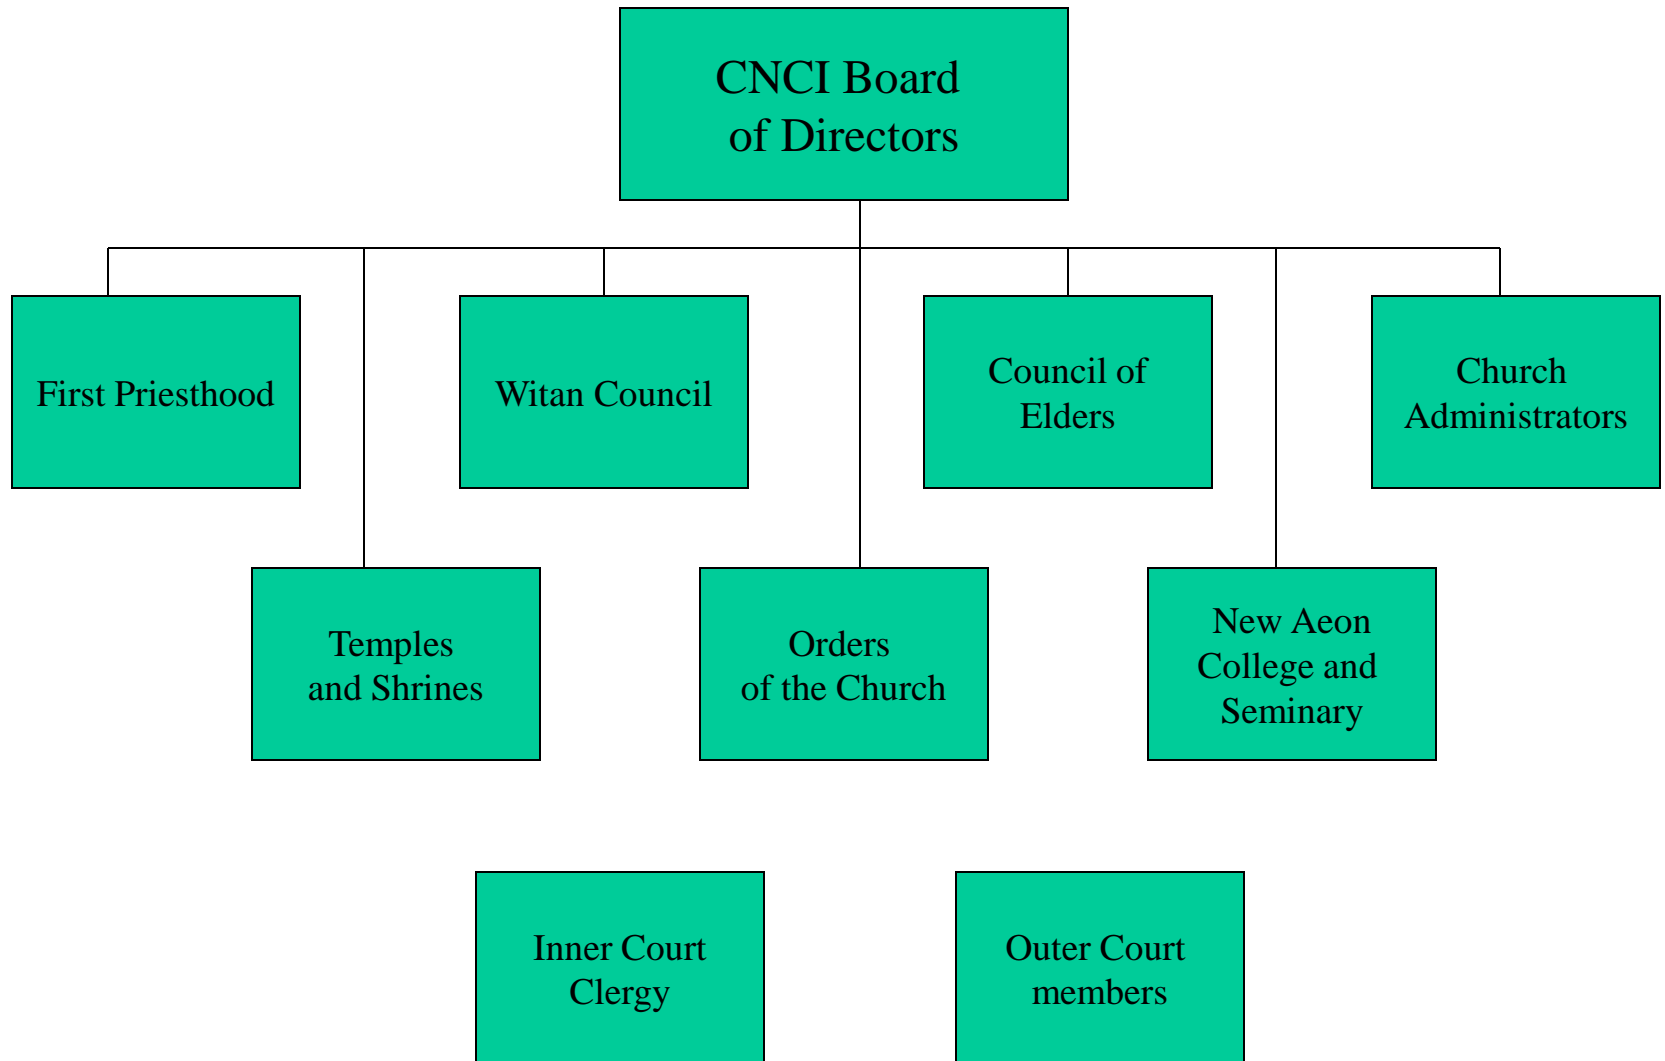 CNCI Board
of Directors
First Priesthood
Witan Council
Council of
Elders
Church
Administrators
Temples
and Shrines
Orders
of the Church
New Aeon
College and
Seminary
Inner Court
Clergy
Outer Court
members